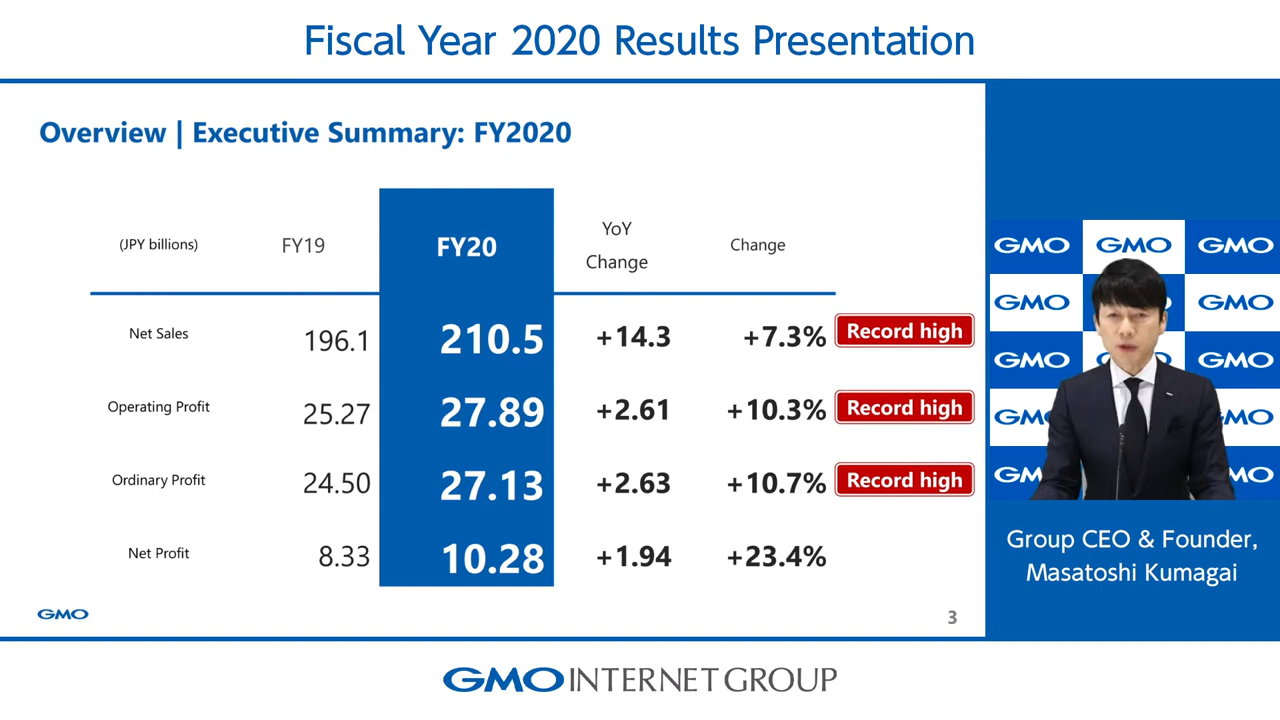 Fiscal Year 2020 Results Presentation
Overview | Executive Summary: FY2020
(JPY billions) FY19 FY20 YoY Change Change
Net Sales 196.1 210.5 +14.3 +7.3% Record high
Operating Profit 25.27 27.89 +2.61 +10.3% Record high
Ordinary Profit 24.50 27.13 +2.63 +10.7% Record high
Net Profit 8.33 10.28 +1.94 +23.4%
GMO
3
GMO GMO GMO
GMO GMO
GMO GMO
GM GMO
GM MO
Group CEO & Founder,
Masatoshi Kumagai
GMO INTERNET GROUP